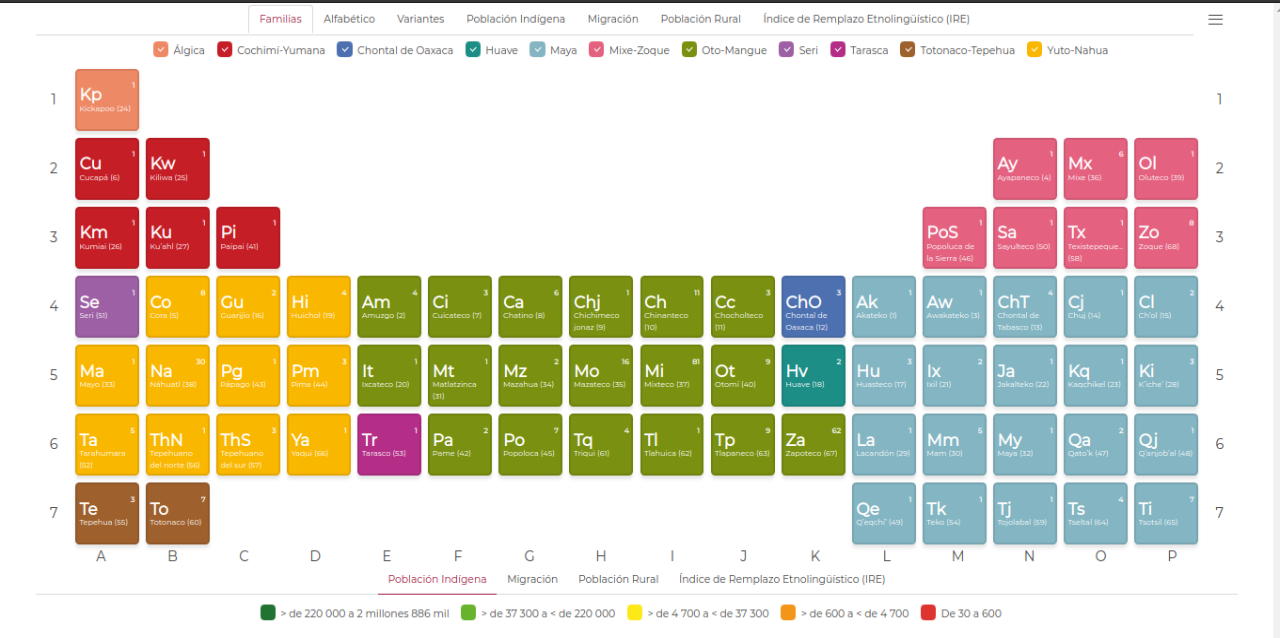 Familias Alfabético Variantes Población Indígena Migración Población Rural Índice de Remplazo Etnolingüístico (IRE)
Álgica Cochimi-Yumana Chontal de Oaxaca Huave Maya Mixe-Zoque Oto-Mangue Seri Tarasca Totonaco-Tepehua Yuto-Nahua
1 Kp 1 1
Kickapoo (24)
2 Cu 1 Kw 1 Ay 1 Mx 6 Ol 1 2
Cucapá (6) Kiliwa (25) Ayapaneco (4) Mixe (36) Oluteco (39)
3 Km 1 Ku 1 Pi 1 PoS 1 Sa 1 Tx 1 Zo 8 3
Kumiai (26) Ku'ahl (27) Paipai (41) Popoluca de Sayulteco (50) Texistepeque... Zoque (68)
la Sierra (46) (58)
4 Se 1 Co 8 Gu 2 Hi 4 Am 4 Ci 3 Ca 6 Chj 1 Ch 11 Cc 3 ChO 3 Ak 1 Aw 1 ChT 4 Cj 1 Cl 2 4
Seri (51) Cora (5) Guarijío (16) Huichol (19) Amuzgo (2) Cuicateco (7) Chatino (8) Chichimeco Chinanteco Chocholteco Chontal de Akateko (1) Awakateko (3) Chontal de Chuj (14) Ch'ol (15)
jonaz (9) (10) (11) Oaxaca (12) Tabasco (13)
5 Ma 1 Na 30 Pg 1 Pm 3 It 1 Mt 1 Mz 2 Mo 16 Mi 81 Ot 9 Hv 2 Hu 3 Ix 2 Ja 1 Kq 1 Ki 3 5
Mayo (33) Náhuatl (38) Pápago (43) Pima (44) Ixcateco (20) Matlatzinca Mazahua (34) Mazateco (35) Mixteco (37) Otomí (40) Huave (18) Huasteco (17) Ixil (21) Jakalteko (22) Kaqchikel (23) K'iche' (28)
(31)
6 Ta 5 ThN 1 ThS 3 Ya 1 Tr 1 Pa 2 Po 7 Tq 4 Tl 1 Tp 9 Za 62 La 1 Mm 5 My 1 Qa 2 Qj 1 6
Tarahumara Tepehuano Tepehuano Yaqui (66) Tarasco (53) Pame (42) Popoloca (45) Triqui (61) Tlahuica (62) Tlapaneco (63) Zapoteco (67) Lacandón (29) Mam (30) Maya (32) Qato'k (47) Q'anjob'al (48)
(52) del norte (56) del sur (57)
7 Te 3 To 7 Qe 1 Tk 1 Tj 1 Ts 4 Ti 7 7
Tepehua (55) Totonaco (60) Q'eqchi' (49) Teko (54) Tojolabal (59) Tseltal (64) Tsotsil (65)
A B C D E F G H I J K L M N O P
Población Indígena Migración Población Rural Índice de Remplazo Etnolingüístico (IRE)
> de 220 000 a 2 millones 886 mil > de 37 300 a < de 220 000 > de 4 700 a < de 37 300 > de 600 a < de 4 700 De 30 a 600